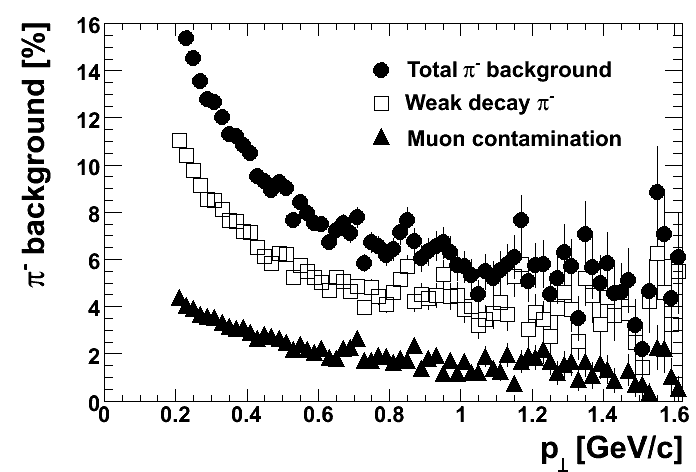 π⁻ background [%]
16
14
12
10
8
6
4
2
0
Total π⁻ background
Weak decay π⁻
Muon contamination
0 0.2 0.4 0.6 0.8 1 1.2 1.4 1.6
p⊥ [GeV/c]